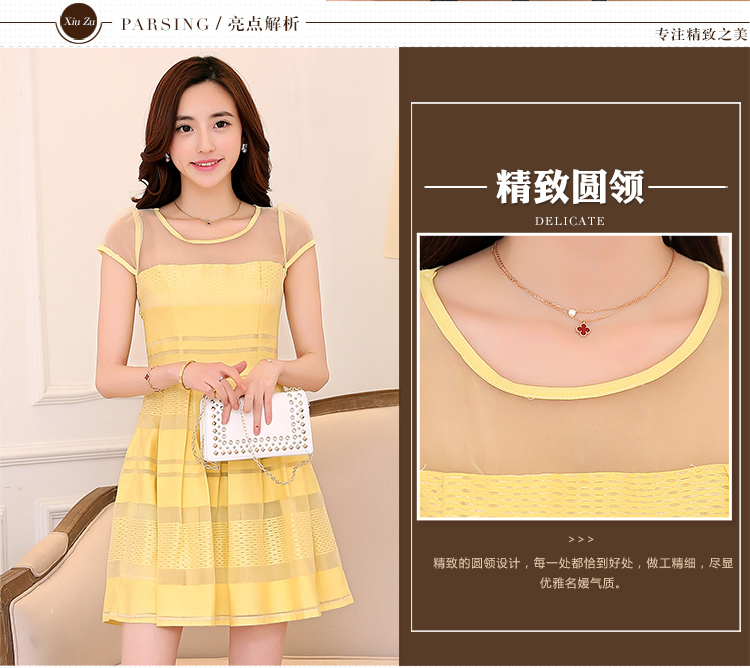 Xiu Zu
PARSING / 亮点解析
专注精致之美
精致圆领
DELICATE
>>>
精致的圆领设计，每一处都恰到好处，做工精细，尽显
优雅名媛气质。